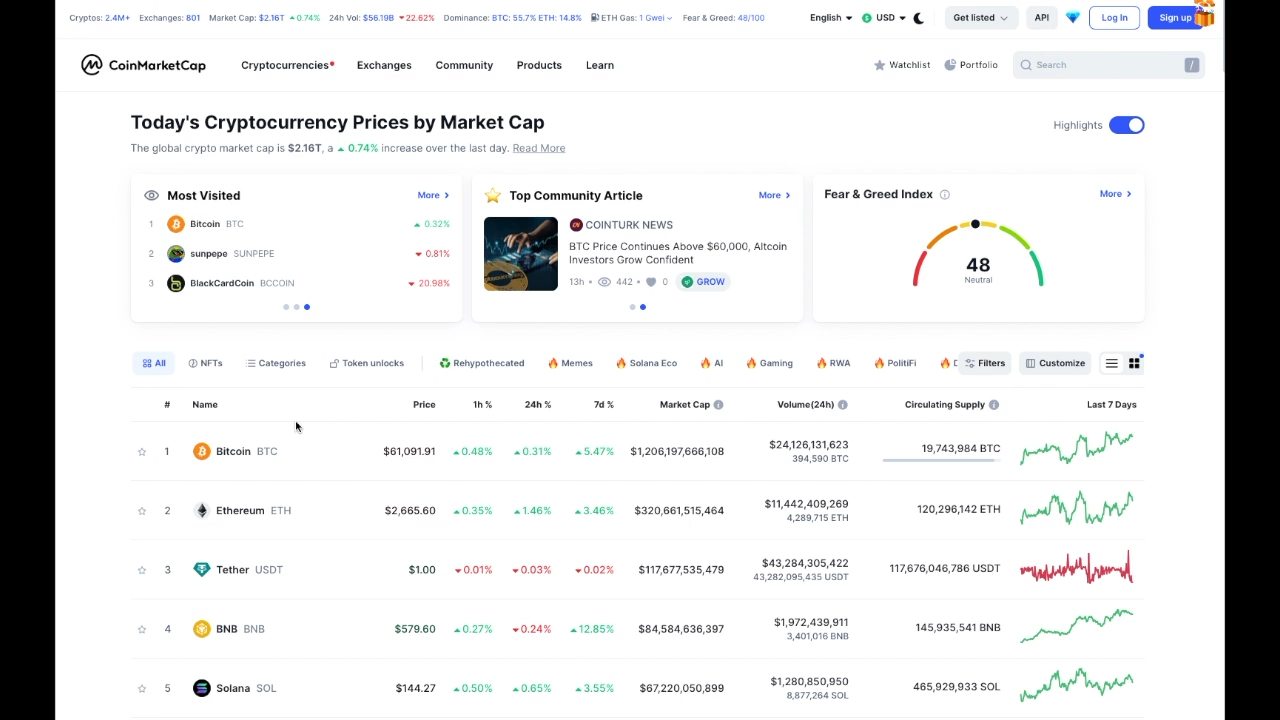 Cryptos: 2.4M+ Exchanges: 801 Market Cap: $2.16T 0.74% 24h Vol: $56.19B 22.62% Dominance: BTC: 55.7% ETH: 14.8% ETH Gas: 1 Gwei Fear & Greed: 48/100 English USD Get listed API Log In Sign up
CoinMarketCap Cryptocurrencies Exchanges Community Products Learn Watchlist Portfolio Search /
Today's Cryptocurrency Prices by Market Cap
Highlights
The global crypto market cap is $2.16T, a 0.74% increase over the last day. Read More
Most Visited More
1 Bitcoin BTC 0.32%
2 sunpepe SUNPEPE 0.81%
3 BlackCardCoin BCCOIN 20.98%
Top Community Article More
COINTURK NEWS
BTC Price Continues Above $60,000, Altcoin
Investors Grow Confident
13h • 442 • 0 GROW
Fear & Greed Index More
48
Neutral
All NFTs Categories Token unlocks Rehypothecated Memes Solana Eco AI Gaming RWA PolitiFi Filters Customize
# Name Price 1h % 24h % 7d % Market Cap Volume(24h) Circulating Supply Last 7 Days
1 Bitcoin BTC $61,091.91 0.48% 0.31% 5.47% $1,206,197,666,108 $24,126,131,623 19,743,984 BTC
394,590 BTC
2 Ethereum ETH $2,665.60 0.35% 1.46% 3.46% $320,661,515,464 $11,442,409,269 120,296,142 ETH
4,289,715 ETH
3 Tether USDT $1.00 0.01% 0.03% 0.02% $117,677,535,479 $43,284,305,422 117,676,046,786 USDT
43,282,095,435 USDT
4 BNB BNB $579.60 0.27% 0.24% 12.85% $84,584,636,397 $1,972,439,911 145,935,541 BNB
3,401,016 BNB
5 Solana SOL $144.27 0.50% 0.65% 3.55% $67,220,050,899 $1,280,850,950 465,929,933 SOL
8,877,264 SOL